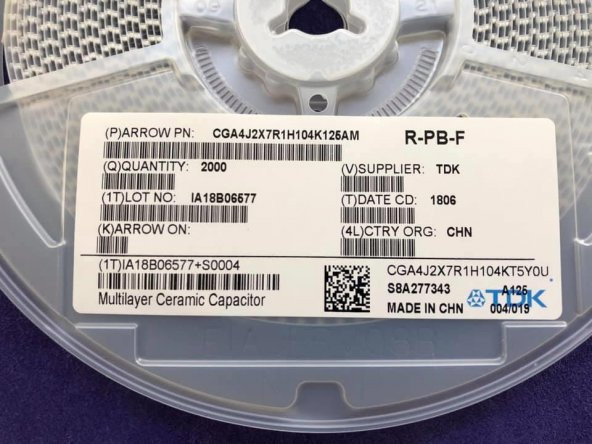 (P)ARROW PN: CGA4J2X7R1H104K125AM
R-PB-F
(Q)QUANTITY: 2000
(V)SUPPLIER: TDK
(1T)LOT NO: IA18B06577
(T)DATE CD: 1806
(K)ARROW ON:
(4L)CTRY ORG: CHN
(1T)IA18B06577+S0004
CGA4J2X7R1H104KT5Y0U
S8A277343 A125
Multilayer Ceramic Capacitor
MADE IN CHN 004/019
TDK